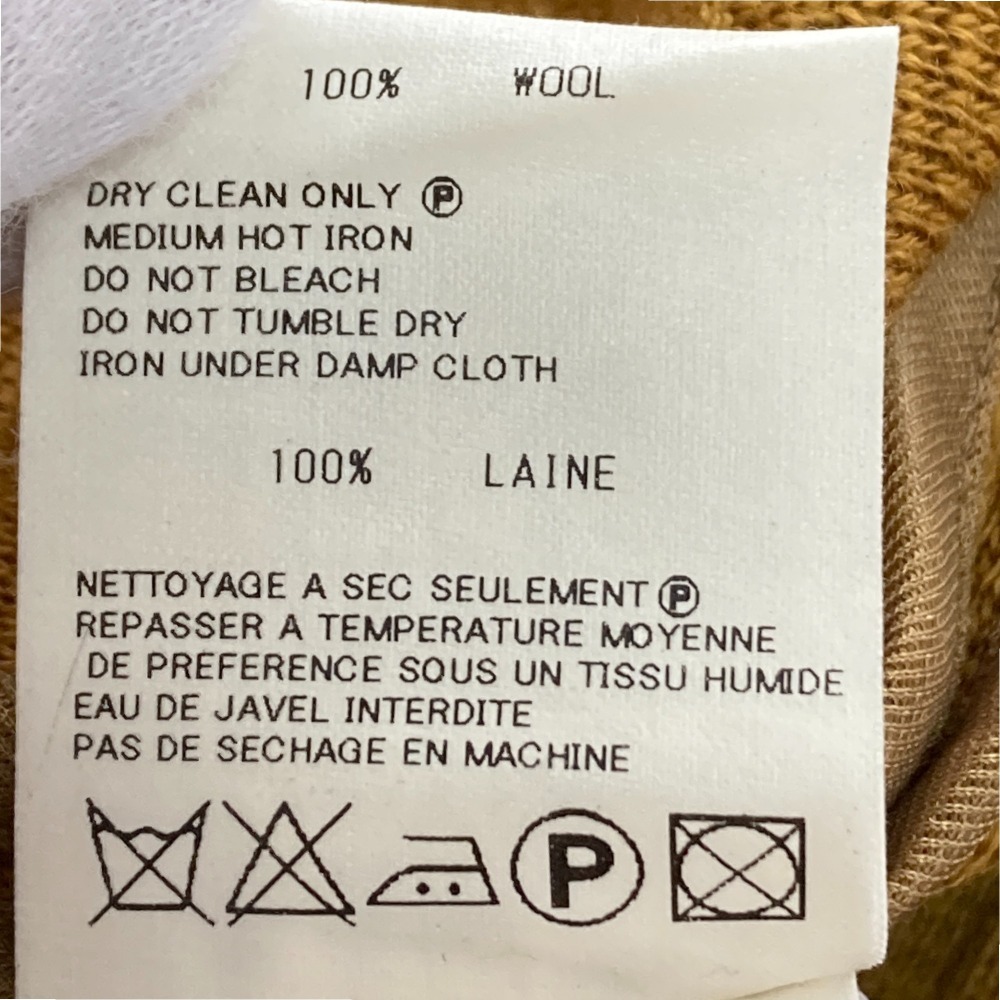 100% WOOL
DRY CLEAN ONLY Ⓟ
MEDIUM HOT IRON
DO NOT BLEACH
DO NOT TUMBLE DRY
IRON UNDER DAMP CLOTH
100% LAINE
NETTOYAGE A SEC SEULEMENT Ⓟ
REPASSER A TEMPERATURE MOYENNE
DE PREFERENCE SOUS UN TISSU HUMIDE
EAU DE JAVEL INTERDITE
PAS DE SECHAGE EN MACHINE
P